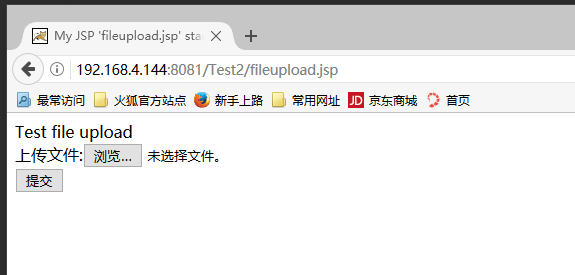 My JSP 'fileupload.jsp' sta
192.168.4.144:8081/Test2/fileupload.jsp
最常访问 火狐官方站点 新手上路 常用网址 JD 京东商城 首页
Test file upload
上传文件: 浏览... 未选择文件。
提交